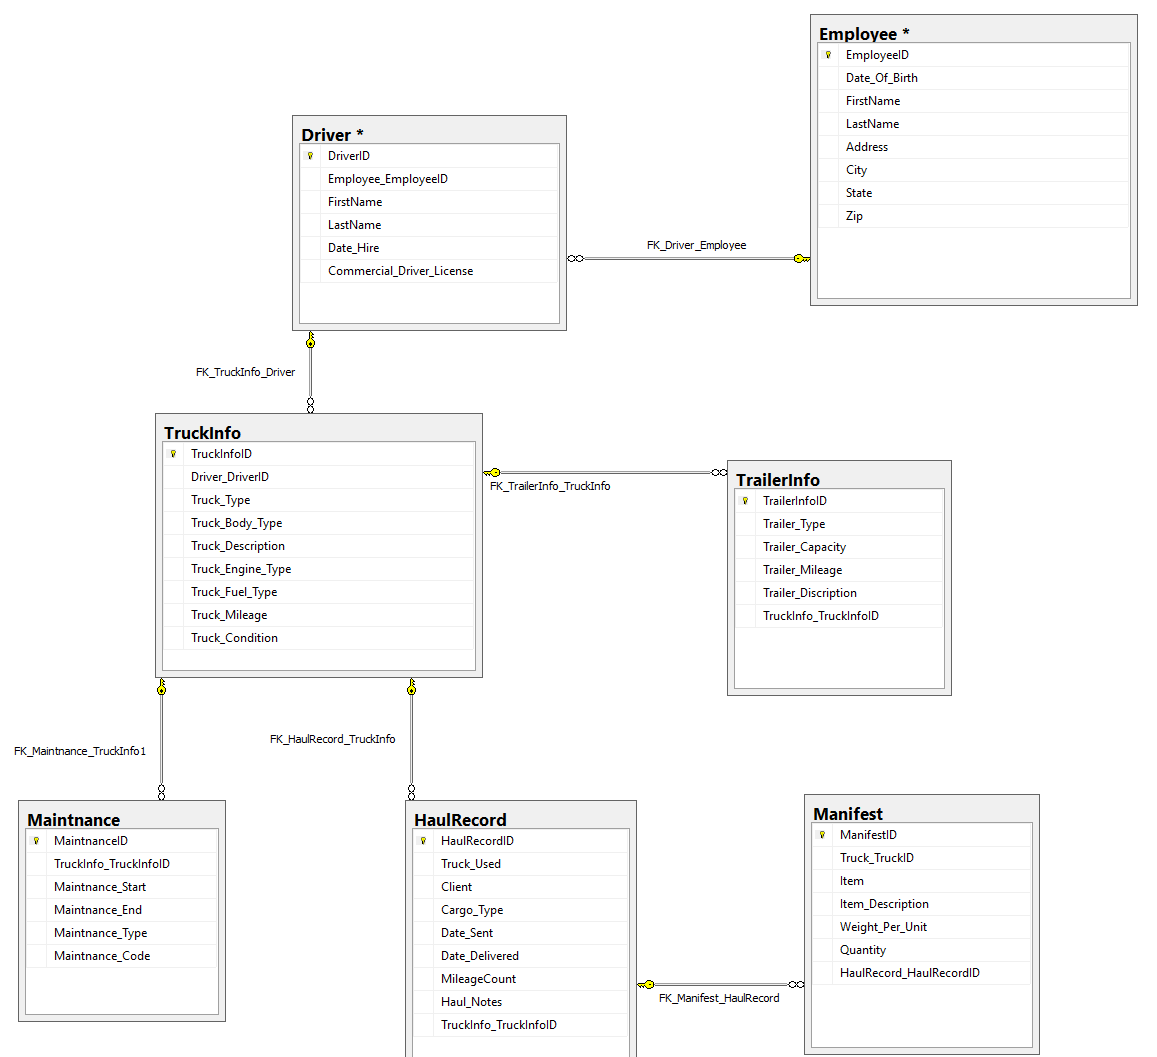 Employee *
EmployeeID
Date_Of_Birth
FirstName
LastName
Address
City
State
Zip
Driver *
DriverID
Employee_EmployeeID
FirstName
LastName
Date_Hire
Commercial_Driver_License
FK_Driver_Employee
FK_TruckInfo_Driver
TruckInfo
TruckInfoID
Driver_DriverID
Truck_Type
Truck_Body_Type
Truck_Description
Truck_Engine_Type
Truck_Fuel_Type
Truck_Mileage
Truck_Condition
FK_TrailerInfo_TruckInfo
TrailerInfo
TrailerInfoID
Trailer_Type
Trailer_Capacity
Trailer_Mileage
Trailer_Discription
TruckInfo_TruckInfoID
FK_Maintnance_TruckInfo1
FK_HaulRecord_TruckInfo
Maintnance
MaintnanceID
TruckInfo_TruckInfoID
Maintnance_Start
Maintnance_End
Maintnance_Type
Maintnance_Code
HaulRecord
HaulRecordID
Truck_Used
Client
Cargo_Type
Date_Sent
Date_Delivered
MileageCount
Haul_Notes
TruckInfo_TruckInfoID
FK_Manifest_HaulRecord
Manifest
ManifestID
Truck_TruckID
Item
Item_Description
Weight_Per_Unit
Quantity
HaulRecord_HaulRecordID